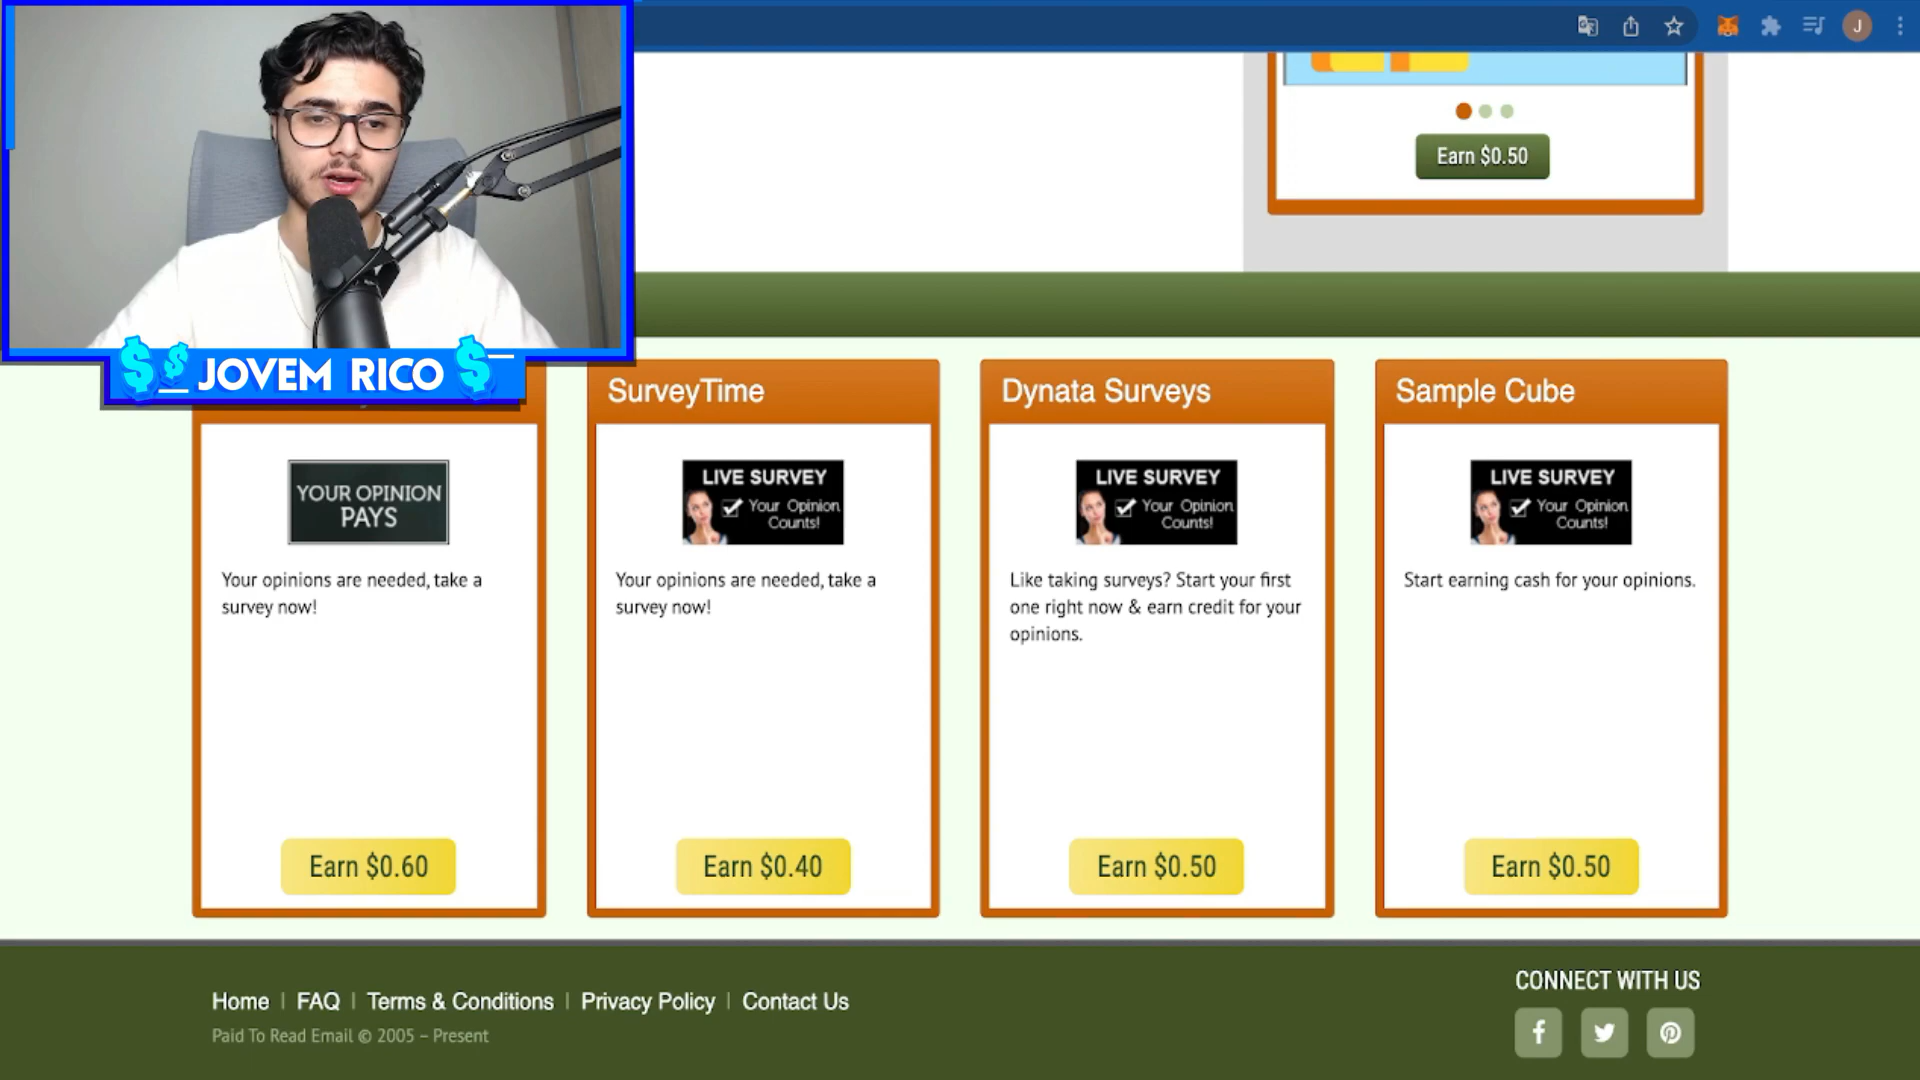 J
Earn $0.50
$ $ JOVEM RICO $
SurveyTime
Dynata Surveys
Sample Cube
YOUR OPINION
PAYS
LIVE SURVEY
Your Opinion
Counts!
LIVE SURVEY
Your Opinion
Counts!
LIVE SURVEY
Your Opinion
Counts!
Your opinions are needed, take a
survey now!
Your opinions are needed, take a
survey now!
Like taking surveys? Start your first
one right now & earn credit for your
opinions.
Start earning cash for your opinions.
Earn $0.60
Earn $0.40
Earn $0.50
Earn $0.50
Home | FAQ | Terms & Conditions | Privacy Policy | Contact Us
Paid To Read Email © 2005 – Present
CONNECT WITH US